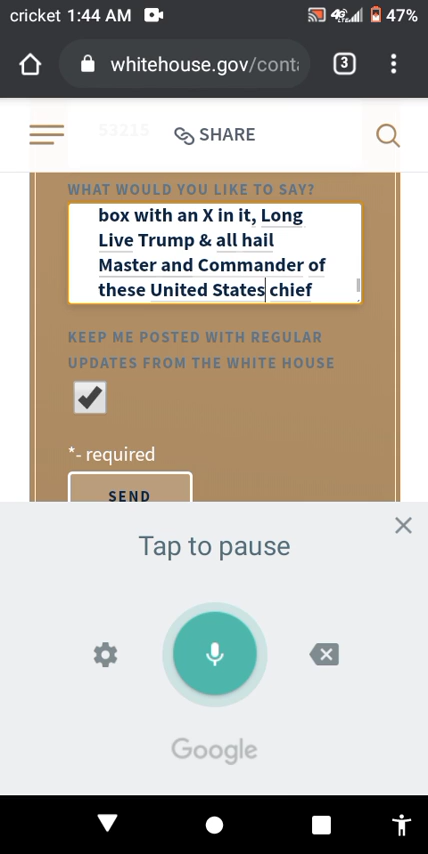 cricket 1:44 AM 4G LTE 47%
whitehouse.gov/conta 3
53215 SHARE
WHAT WOULD YOU LIKE TO SAY?
box with an X in it, Long
Live Trump & all hail
Master and Commander of
these United States chief
KEEP ME POSTED WITH REGULAR
UPDATES FROM THE WHITE HOUSE
*- required
SEND
Tap to pause
Google